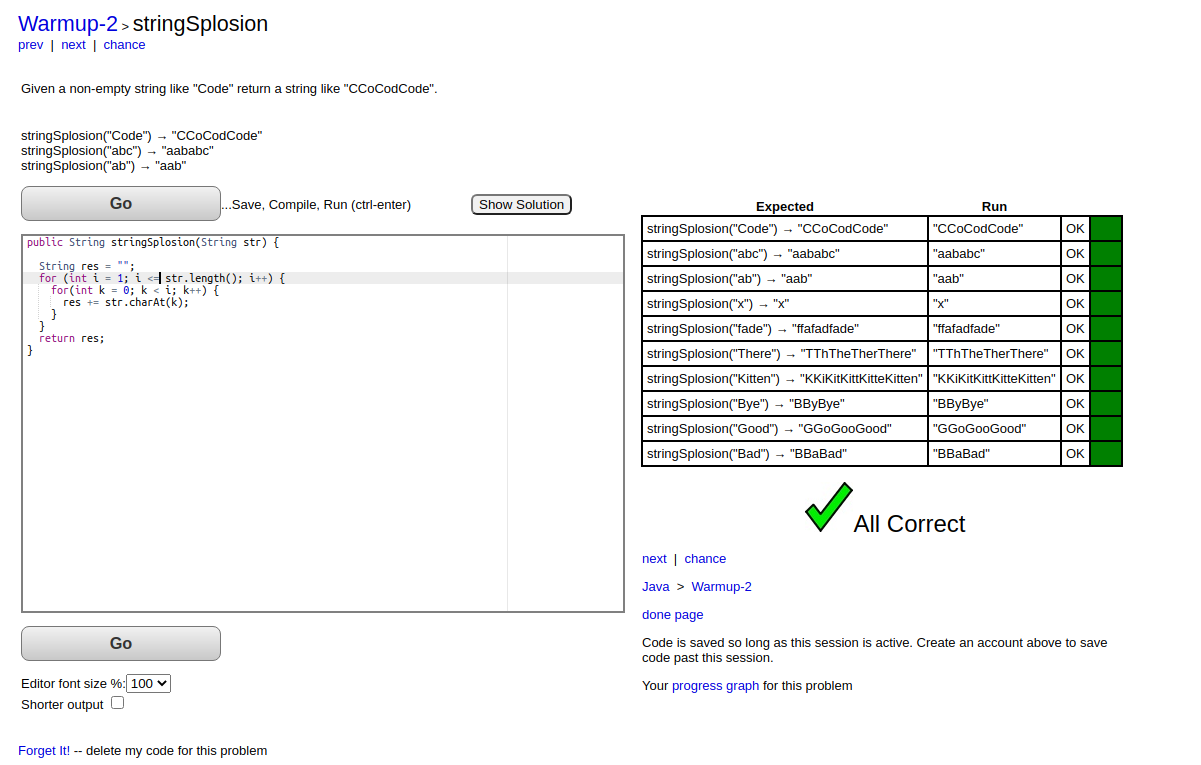 Warmup-2 > stringSplosion
prev | next | chance
Given a non-empty string like "Code" return a string like "CCoCodCode".
stringSplosion("Code") → "CCoCodCode"
stringSplosion("abc") → "aababc"
stringSplosion("ab") → "aab"
Go
...Save, Compile, Run (ctrl-enter)
Show Solution
public String stringSplosion(String str) {
String res = "";
for (int i = 1; i <= str.length(); i++) {
for(int k = 0; k < i; k++) {
res += str.charAt(k);
}
}
return res;
}
Go
Editor font size %: 100
Shorter output
Forget It! -- delete my code for this problem
Expected Run
stringSplosion("Code") → "CCoCodCode" "CCoCodCode" OK
stringSplosion("abc") → "aababc" "aababc" OK
stringSplosion("ab") → "aab" "aab" OK
stringSplosion("x") → "x" "x" OK
stringSplosion("fade") → "ffafadfade" "ffafadfade" OK
stringSplosion("There") → "TThTheTherThere" "TThTheTherThere" OK
stringSplosion("Kitten") → "KKiKitKittKitteKitten" "KKiKitKittKitteKitten" OK
stringSplosion("Bye") → "BByBye" "BByBye" OK
stringSplosion("Good") → "GGoGooGood" "GGoGooGood" OK
stringSplosion("Bad") → "BBaBad" "BBaBad" OK
All Correct
next | chance
Java > Warmup-2
done page
Code is saved so long as this session is active. Create an account above to save
code past this session.
Your progress graph for this problem